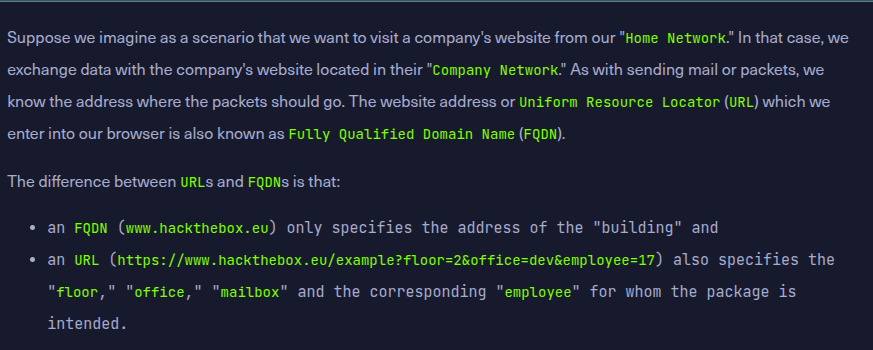 Suppose we imagine as a scenario that we want to visit a company's website from our "Home Network." In that case, we
exchange data with the company's website located in their "Company Network." As with sending mail or packets, we
know the address where the packets should go. The website address or Uniform Resource Locator (URL) which we
enter into our browser is also known as Fully Qualified Domain Name (FQDN).
The difference between URLs and FQDNs is that:
• an FQDN (www.hackthebox.eu) only specifies the address of the "building" and
• an URL (https://www.hackthebox.eu/example?floor=2&office=dev&employee=17) also specifies the
"floor," "office," "mailbox" and the corresponding "employee" for whom the package is
intended.